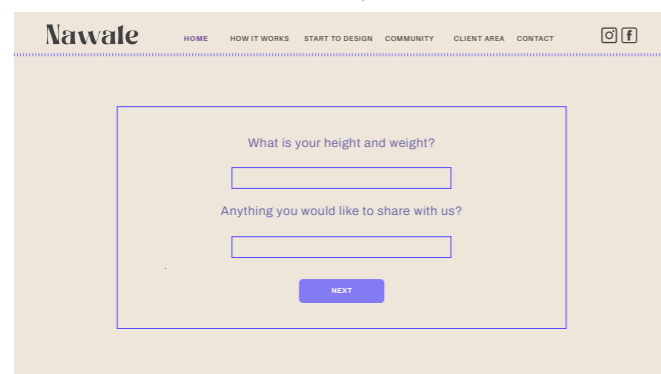 Nawale
HOME HOW IT WORKS START TO DESIGN COMMUNITY CLIENT AREA CONTACT
What is your height and weight?
Anything you would like to share with us?
NEXT